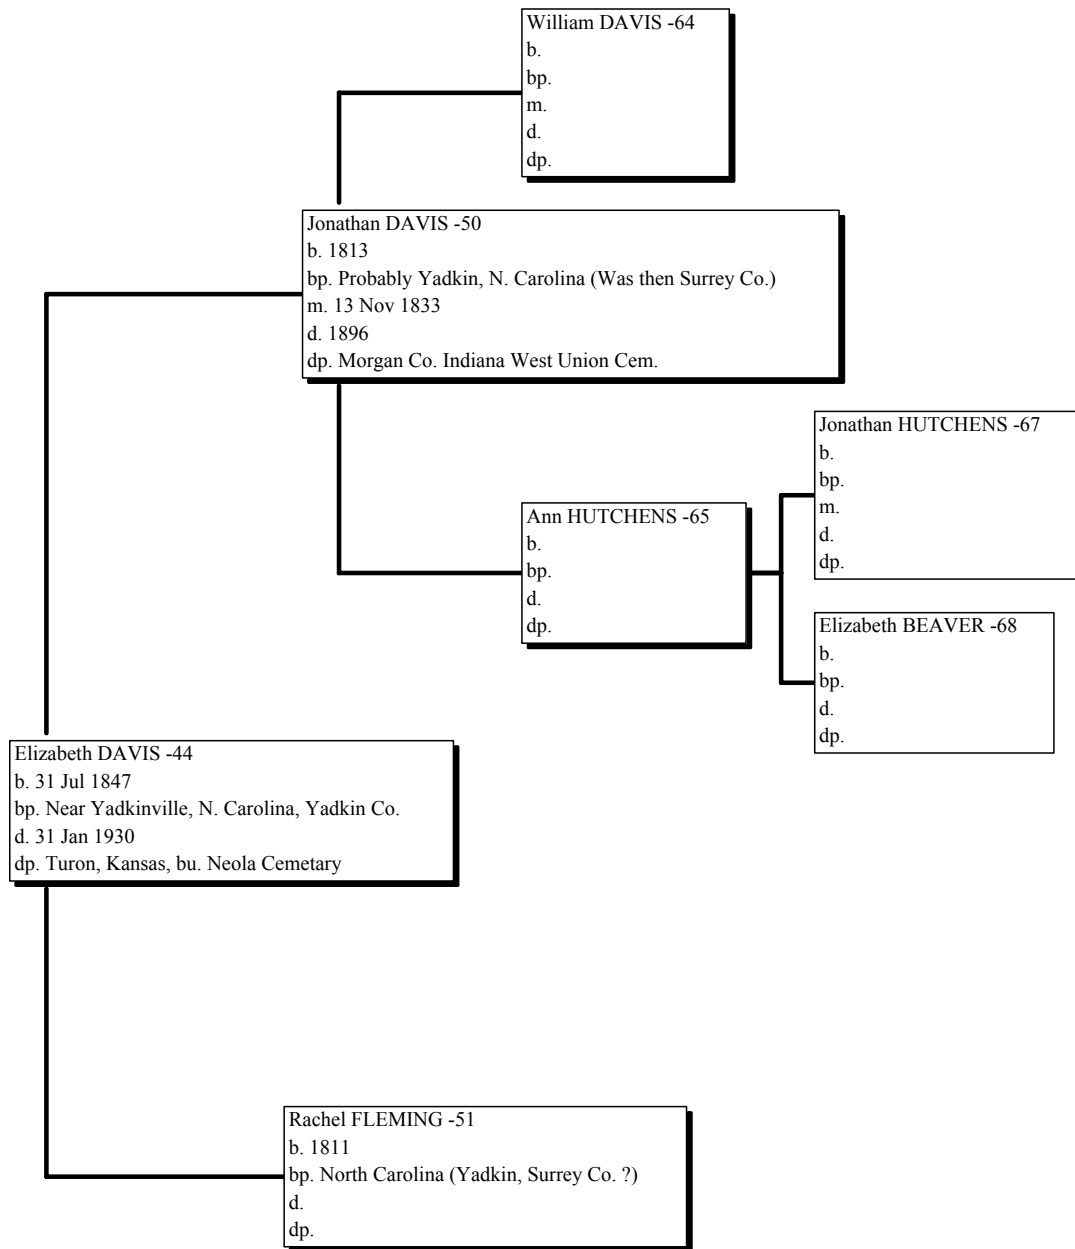 William DAVIS -64
b.
bp.
m.
d.
dp.
Jonathan DAVIS -50
b. 1813
bp. Probably Yadkin, N. Carolina (Was then Surrey Co.)
m. 13 Nov 1833
d. 1896
dp. Morgan Co. Indiana West Union Cem.
Jonathan HUTCHENS -67
b.
bp.
m.
d.
dp.
Ann HUTCHENS -65
b.
bp.
d.
dp.
Elizabeth BEAVER -68
b.
bp.
d.
dp.
Elizabeth DAVIS -44
b. 31 Jul 1847
bp. Near Yadkinville, N. Carolina, Yadkin Co.
d. 31 Jan 1930
dp. Turon, Kansas, bu. Neola Cemetary
Rachel FLEMING -51
b. 1811
bp. North Carolina (Yadkin, Surrey Co. ?)
d.
dp.